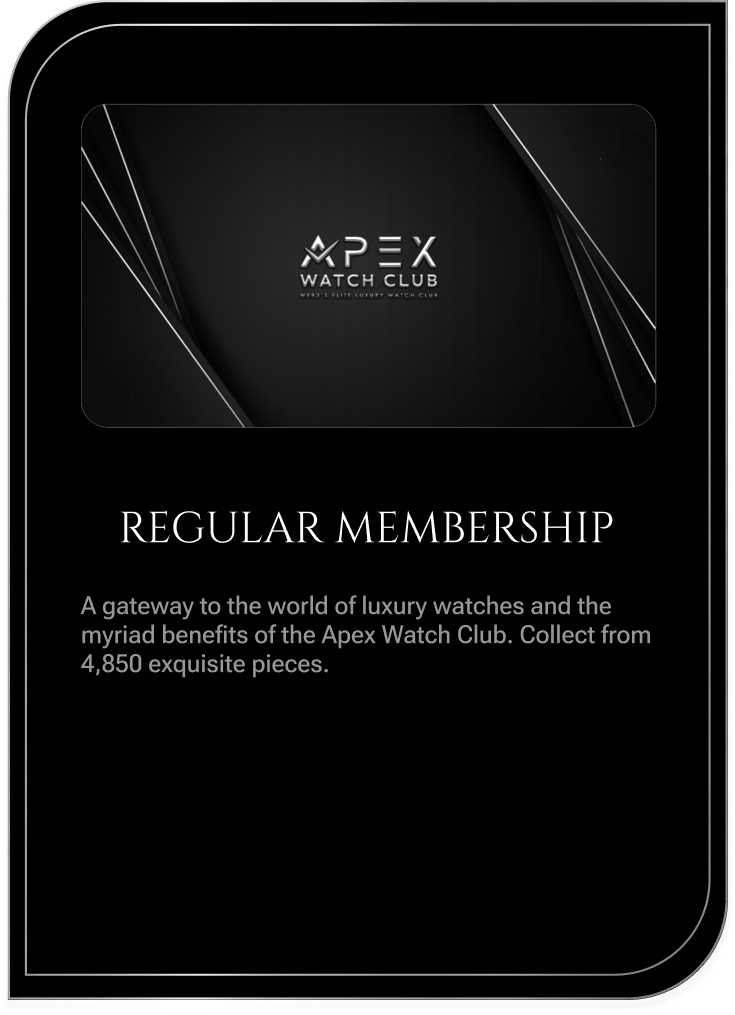 APEX
WATCH CLUB
WEB3'S ELITE LUXURY WATCH CLUB
REGULAR MEMBERSHIP
A gateway to the world of luxury watches and the
myriad benefits of the Apex Watch Club. Collect from
4,850 exquisite pieces.